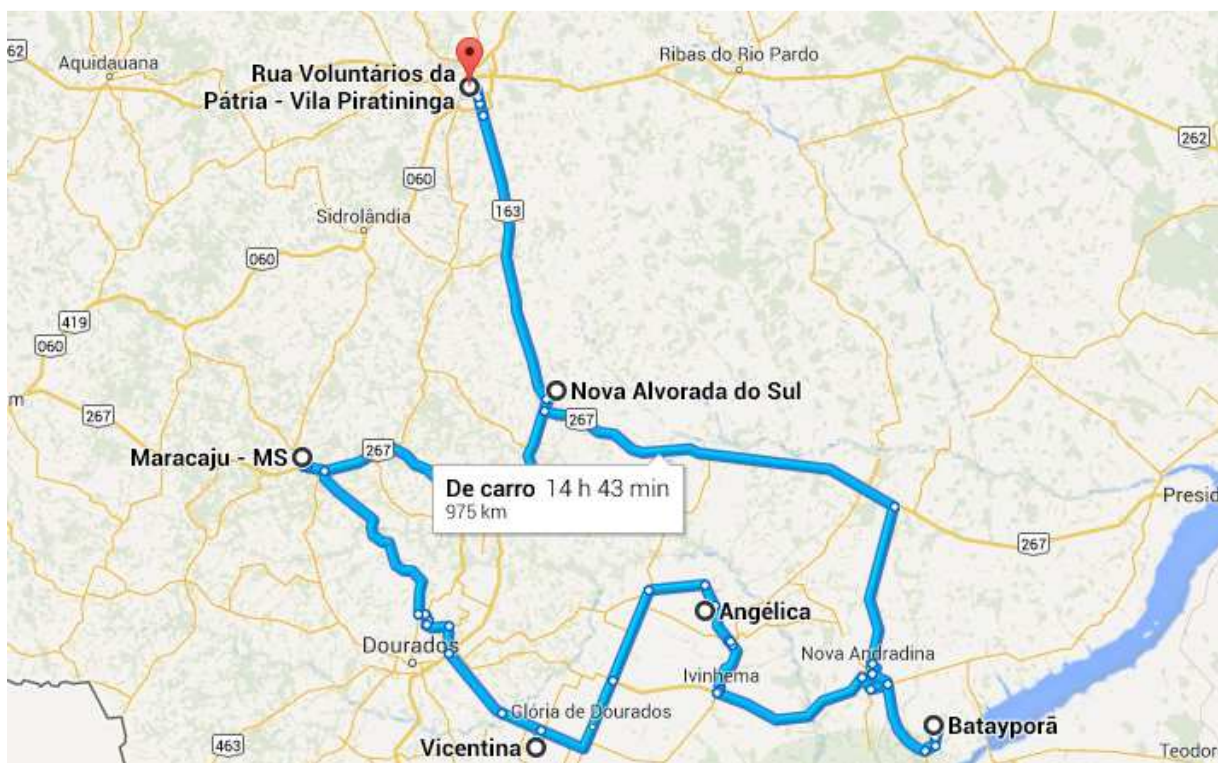 62
Aquidauana
Rua Voluntários da
Pátria - Vila Piratininga
Ribas do Rio Pardo
262
060
163
Sidrolândia
060
419
060
m
267
Nova Alvorada do Sul
267
Maracaju - MS
267
De carro 14 h 43 min
975 km
Presid
267
Angélica
Dourados
Nova Andradina
Ivinhema
Glória de Dourados
Batayporã
463
Vicentina
Teodor